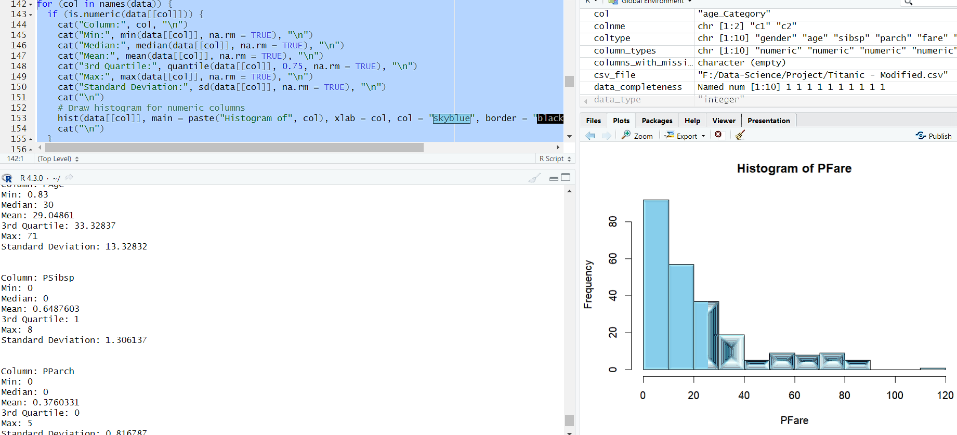 142 for (col in names(data)) {
143 if (is.numeric(data[[col]])) {
144 cat("Column:", col, "\n")
145 cat("Min:", min(data[[col]], na.rm = TRUE), "\n")
146 cat("Median:", median(data[[col]], na.rm = TRUE), "\n")
147 cat("Mean:", mean(data[[col]], na.rm = TRUE), "\n")
148 cat("3rd Quartile:", quantile(data[[col]], 0.75, na.rm = TRUE), "\n")
149 cat("Max:", max(data[[col]], na.rm = TRUE), "\n")
150 cat("Standard Deviation:", sd(data[[col]], na.rm = TRUE), "\n")
151 cat("\n")
152 # Draw histogram for numeric columns
153 hist(data[[col]], main = paste("Histogram of", col), xlab = col, col = "skyblue", border = "black
154 cat("\n")
155 }
156
142:1 (Top Level) R Script
R 4.3.0 · ~/
Column: PAge
Min: 0.83
Median: 30
Mean: 29.04861
3rd Quartile: 33.32837
Max: 71
Standard Deviation: 13.32832
Column: PSibsp
Min: 0
Median: 0
Mean: 0.6487603
3rd Quartile: 1
Max: 8
Standard Deviation: 1.306137
Column: PParch
Min: 0
Median: 0
Mean: 0.3760331
3rd Quartile: 0
Max: 5
Standard Deviation: 0.816787
R Global Environment
col "age_Category"
colnme chr [1:2] "c1" "c2"
coltype chr [1:10] "gender" "age" "sibsp" "parch" "fare" "
column_types chr [1:10] "numeric" "numeric" "numeric" "numeric"
columns_with_missi... character (empty)
csv_file "F:/Data-Science/Project/Titanic - Modified.csv"
data_completeness Named num [1:10] 1 1 1 1 1 1 1 1 1 1
data_type "integer"
Files Plots Packages Help Viewer Presentation
Zoom Export Publish
Histogram of PFare
Frequency
80
60
40
20
0
0 20 40 60 80 100 120
PFare